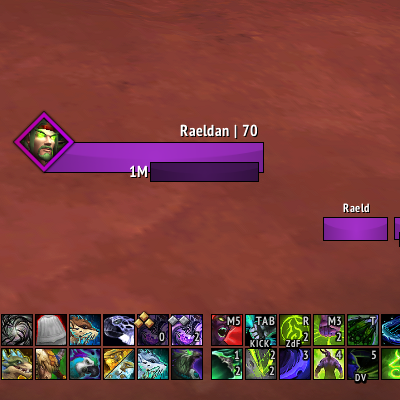 Raeldan | 70
1M
Raeld
M5 TAB R M3 T
0 2 KICK 2 ZdF 2
1 2 3 4 5
2 DV